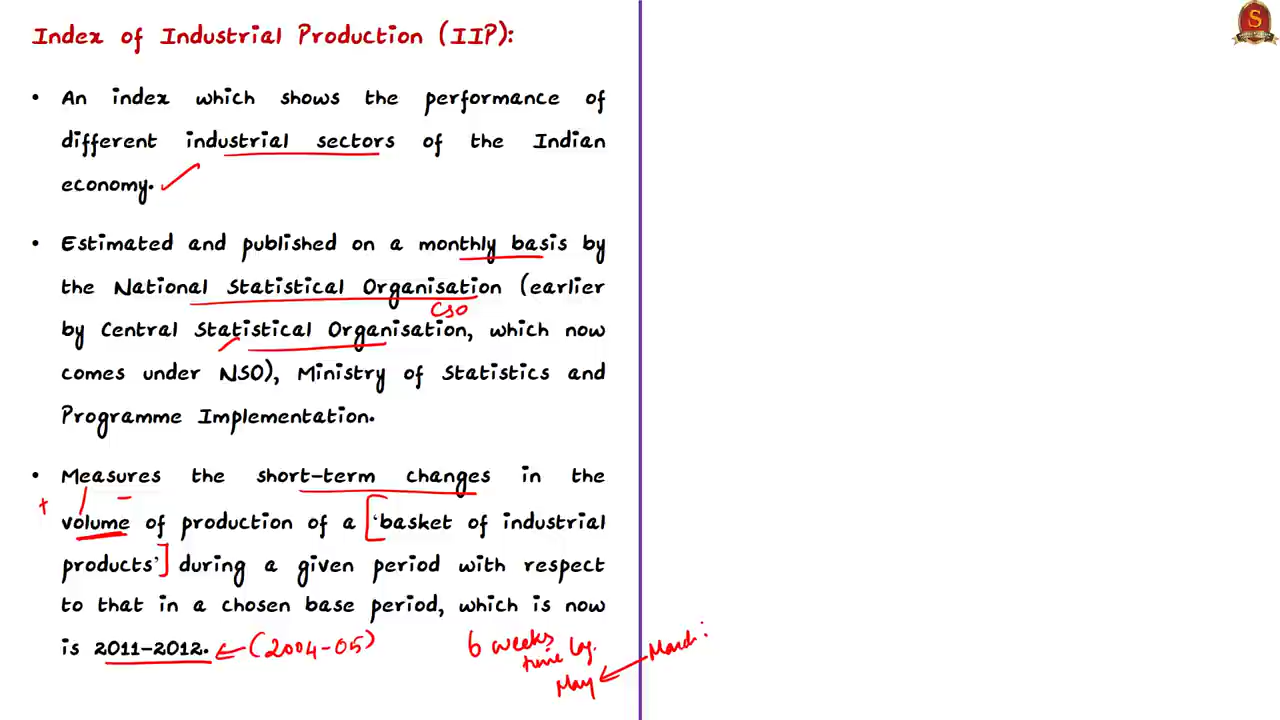 Index of Industrial Production (IIP):
• An index which shows the performance of
different industrial sectors of the Indian
economy.
• Estimated and published on a monthly basis by
the National Statistical Organisation (earlier
CSO
by Central Statistical Organisation, which now
comes under NSO), Ministry of Statistics and
Programme Implementation.
• Measures the short-term changes in the
volume of production of a ‘basket of industrial
products’ during a given period with respect
to that in a chosen base period, which is now
is 2011-2012. (2004-05)
6 weeks
time lag.
March:
May
S